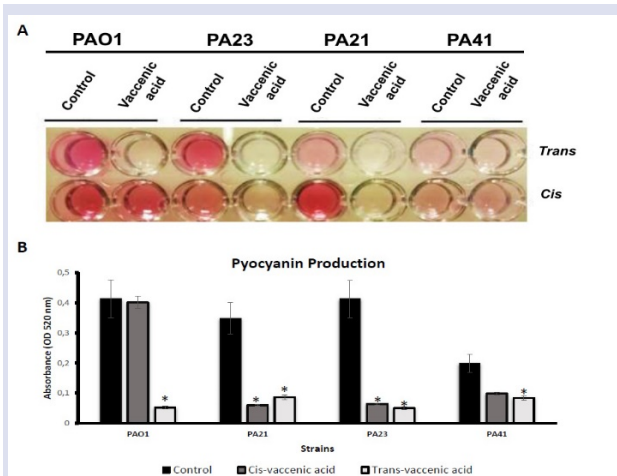 A
PAO1 PA23 PA21 PA41
Control Vaccenic acid Control Vaccenic acid Control Vaccenic acid Control Vaccenic acid
Trans
Cis
B
Pyocyanin Production
Absorbance (OD 520 nm)
0,5
0,4
0,3
0,2
0,1
0
*
* *
* *
*
PAO1 PA21 PA23 PA41
Strains
Control Cis-vaccenic acid Trans-vaccenic acid